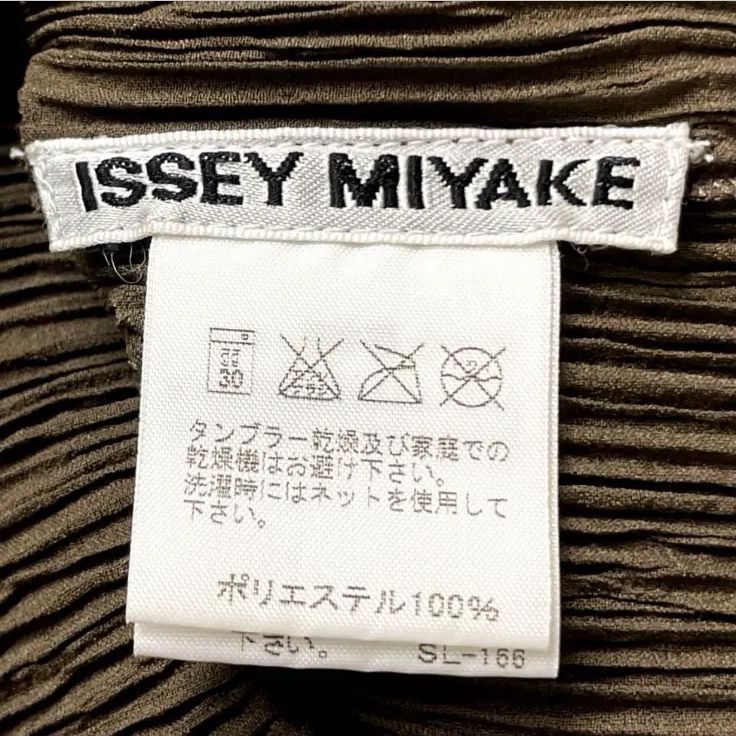 ISSEY MIYAKE
タンブラー乾燥及び家庭での
乾燥機はお避け下さい。
洗濯時にはネットを使用して
下さい。
ポリエステル100%
下さい。 SL-166